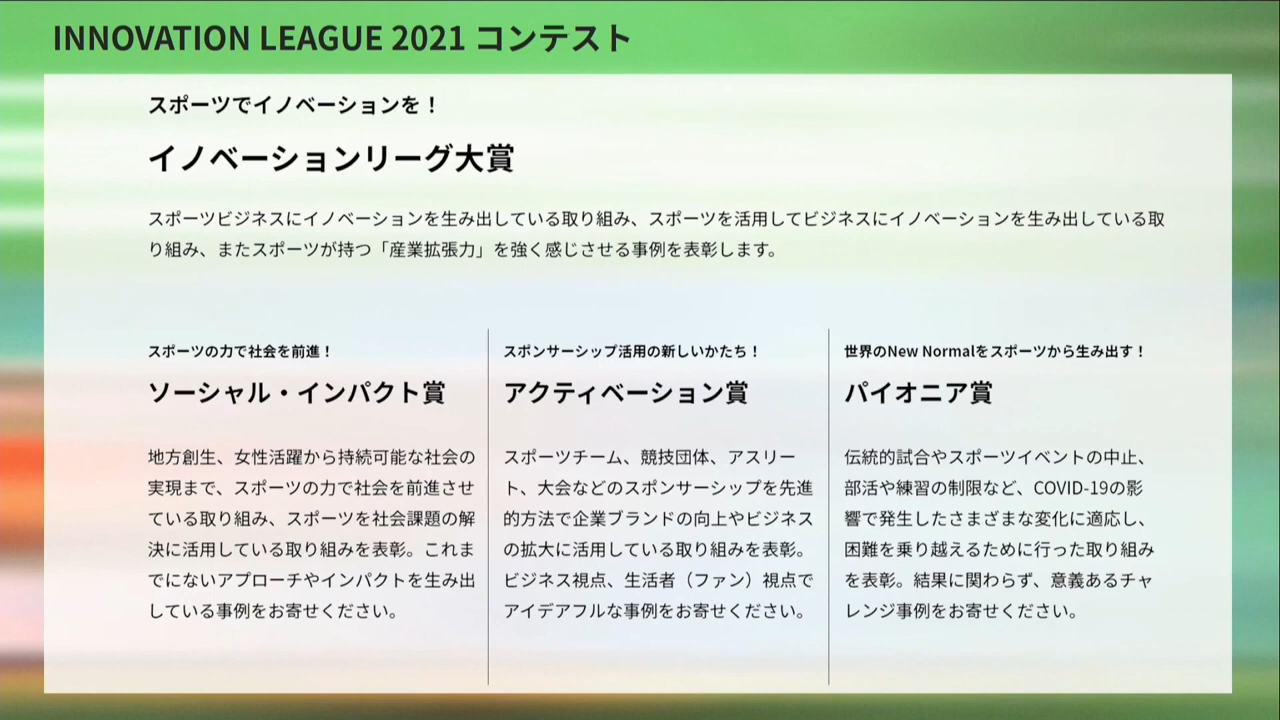 INNOVATION LEAGUE 2021 コンテスト
スポーツでイノベーションを！
イノベーションリーグ大賞
スポーツビジネスにイノベーションを生み出している取り組み、スポーツを活用してビジネスにイノベーションを生み出している取
り組み、またスポーツが持つ「産業拡張力」を強く感じさせる事例を表彰します。
スポーツの力で社会を前進！
ソーシャル・インパクト賞
地方創生、女性活躍から持続可能な社会の
実現まで、スポーツの力で社会を前進させ
ている取り組み、スポーツを社会課題の解
決に活用している取り組みを表彰。これま
でにないアプローチやインパクトを生み出
している事例をお寄せください。
スポンサーシップ活用の新しいかたち！
アクティベーション賞
スポーツチーム、競技団体、アスリー
ト、大会などのスポンサーシップを先進
的方法で企業ブランドの向上やビジネス
の拡大に活用している取り組みを表彰。
ビジネス視点、生活者（ファン）視点で
アイデアフルな事例をお寄せください。
世界のNew Normalをスポーツから生み出す！
パイオニア賞
伝統的試合やスポーツイベントの中止、
部活や練習の制限など、COVID-19の影
響で発生したさまざまな変化に適応し、
困難を乗り越えるために行った取り組み
を表彰。結果に関わらず、意義あるチャ
レンジ事例をお寄せください。